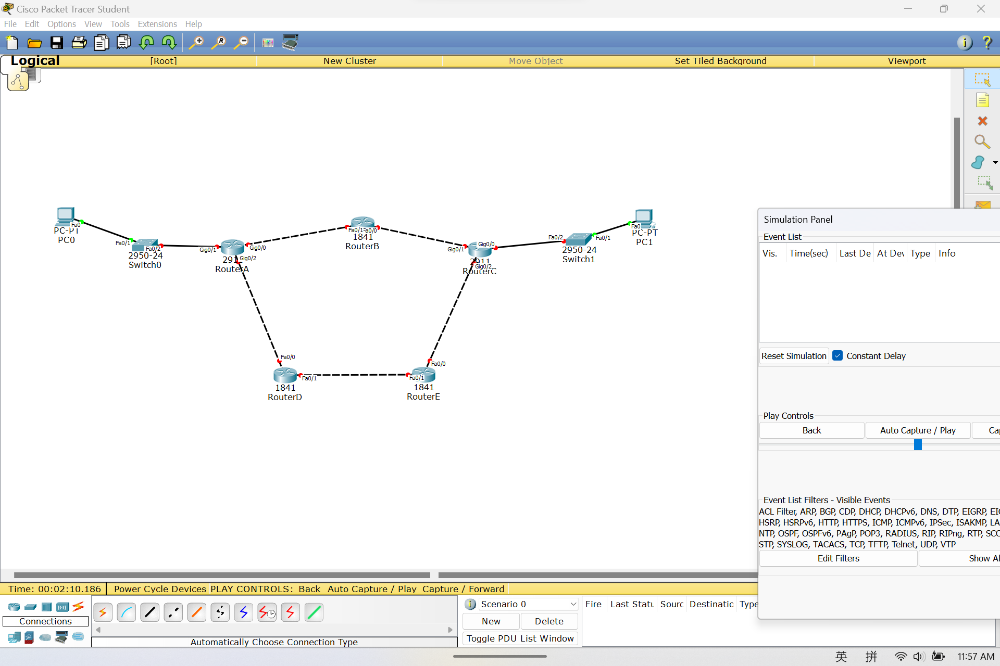 Cisco Packet Tracer Student
File Edit Options View Tools Extensions Help
Logical [Root] New Cluster Move Object Set Tiled Background Viewport
Fa0
PC-PT
PC0
Fa0/1
Fa0/2
2950-24
Switch0
Gig0/1
Gig0/0
Gig0/2
RouterA
Fa0/1
1841
RouterB
Gig0/1
Gig0/0
2911
Gig0/2
RouterC
Fa0/2
Fa0/1
2950-24
Switch1
Fa0
PC-PT
PC1
Fa0/0
Fa0/1
1841
RouterD
Fa0/0
Fa0/1
1841
RouterE
Simulation Panel
Event List
Vis. Time(sec) Last De At Dev Type Info
Reset Simulation Constant Delay
Play Controls
Back Auto Capture / Play
Event List Filters - Visible Events
ACL Filter, ARP, BGP, CDP, DHCP, DHCPv6, DNS, DTP, EIGRP,
HSRP, HSRPv6, HTTP, HTTPS, ICMP, ICMPv6, IPSec, ISAKMP, LA
NTP, OSPF, OSPFv6, PAgP, POP3, RADIUS, RIP, RIPng, RTP, SCC
STP, SYSLOG, TACACS, TCP, TFTP, Telnet, UDP, VTP
Edit Filters Show Al
Time: 00:02:10.186 Power Cycle Devices PLAY CONTROLS: Back Auto Capture / Play Capture / Forward
Connections
Automatically Choose Connection Type
Scenario 0
New Delete
Toggle PDU List Window
Fire Last Statu Sourc Destinatio Type
英 拼 11:57 AM